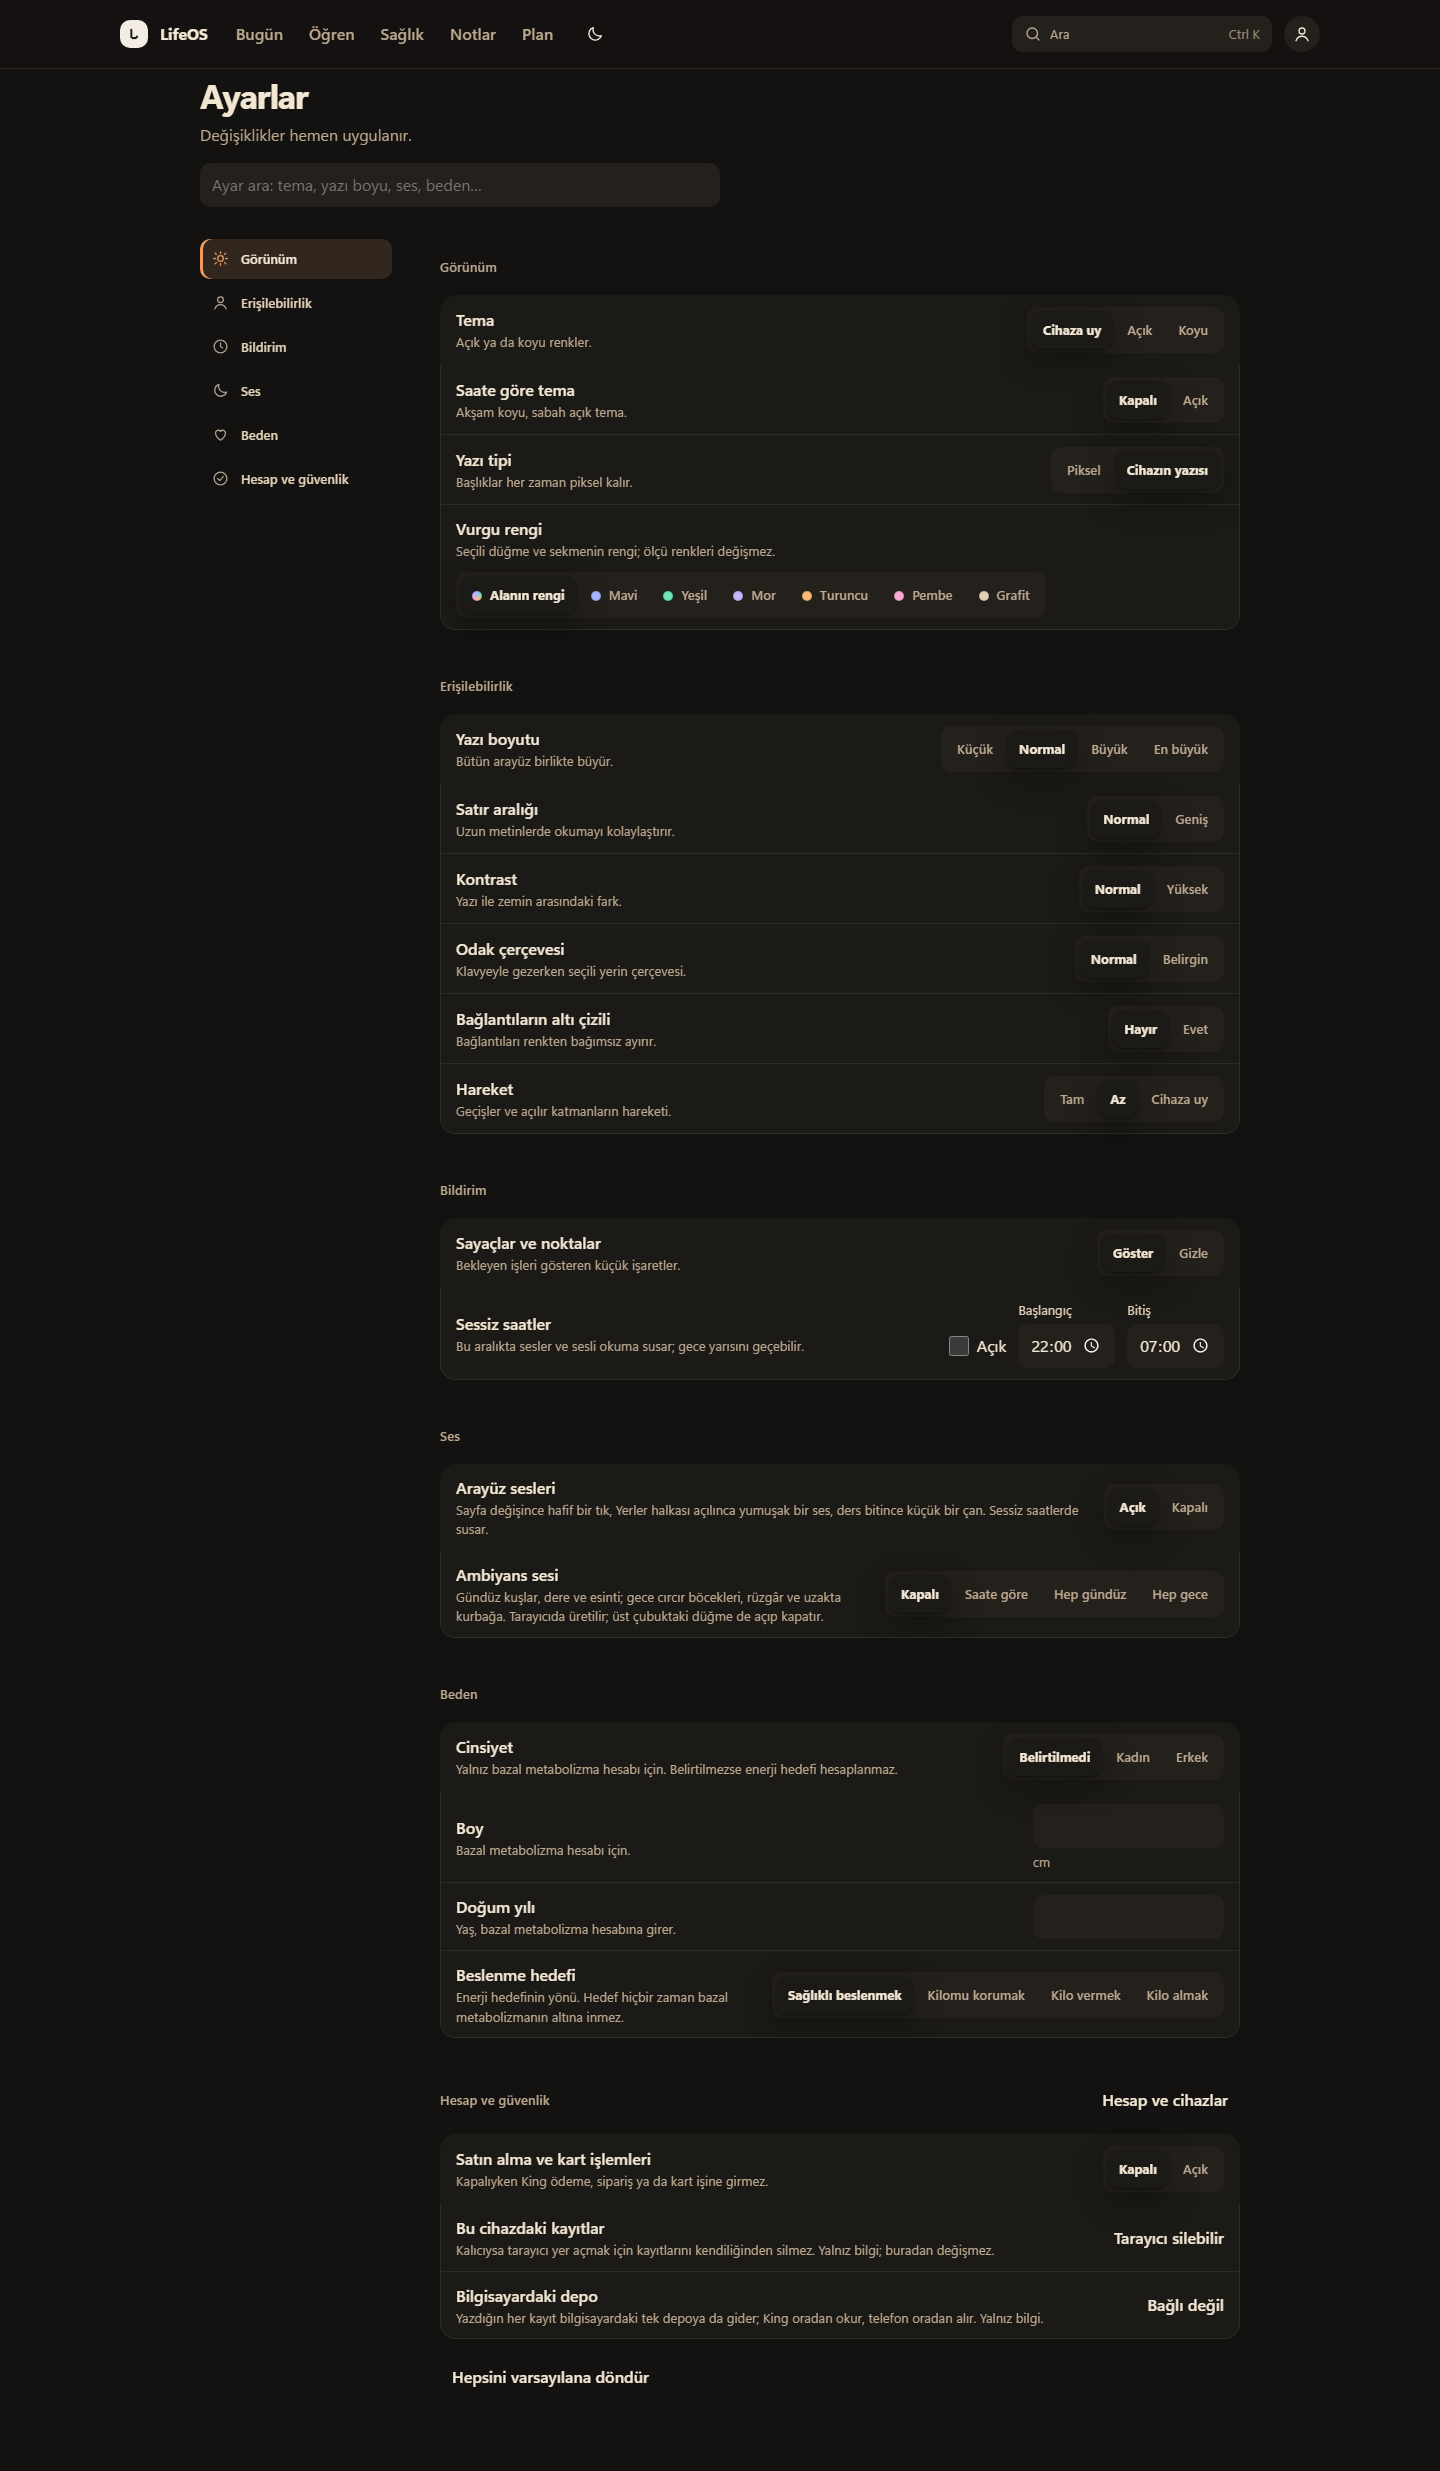 L LifeOS Bugün Öğren Sağlık Notlar Plan Ara Ctrl K
Ayarlar
Değişiklikler hemen uygulanır.
Ayar ara: tema, yazı boyu, ses, beden...
Görünüm
Erişilebilirlik
Bildirim
Ses
Beden
Hesap ve güvenlik
Görünüm
Tema
Açık ya da koyu renkler.
Cihaza uy Açık Koyu
Saate göre tema
Akşam koyu, sabah açık tema.
Kapalı Açık
Yazı tipi
Başlıklar her zaman piksel kalır.
Piksel Cihazın yazısı
Vurgu rengi
Seçili düğme ve sekmenin rengi; ölçü renkleri değişmez.
Alanın rengi Mavi Yeşil Mor Turuncu Pembe Grafit
Erişilebilirlik
Yazı boyutu
Bütün arayüz birlikte büyür.
Küçük Normal Büyük En büyük
Satır aralığı
Uzun metinlerde okumayı kolaylaştırır.
Normal Geniş
Kontrast
Yazı ile zemin arasındaki fark.
Normal Yüksek
Odak çerçevesi
Klavyeyle gezerken seçili yerin çerçevesi.
Normal Belirgin
Bağlantıların altı çizili
Bağlantıları renkten bağımsız ayırır.
Hayır Evet
Hareket
Geçişler ve açılır katmanların hareketi.
Tam Az Cihaza uy
Bildirim
Sayaçlar ve noktalar
Bekleyen işleri gösteren küçük işaretler.
Göster Gizle
Sessiz saatler
Bu aralıkta sesler ve sesli okuma susar; gece yarısını geçebilir.
Başlangıç Bitiş
Açık 22:00 07:00
Ses
Arayüz sesleri
Sayfa değişince hafif bir tık, Yerler halkası açılınca yumuşak bir ses, ders bitince küçük bir çan. Sessiz saatlerde
susar.
Açık Kapalı
Ambiyans sesi
Gündüz kuşlar, dere ve esinti; gece cırcır böcekleri, rüzgâr ve uzakta
kurbağa. Tarayıcıda üretilir; üst çubuktaki düğme de açıp kapatır.
Kapalı Saate göre Hep gündüz Hep gece
Beden
Cinsiyet
Yalnız bazal metabolizma hesabı için. Belirtilmezse enerji hedefi hesaplanmaz.
Belirtilmedi Kadın Erkek
Boy
Bazal metabolizma hesabı için.
cm
Doğum yılı
Yaş, bazal metabolizma hesabına girer.
Beslenme hedefi
Enerji hedefinin yönü. Hedef hiçbir zaman bazal
metabolizmanın altına inmez.
Sağlıklı beslenmek Kilomu korumak Kilo vermek Kilo almak
Hesap ve güvenlik
Hesap ve cihazlar
Satın alma ve kart işlemleri
Kapalıyken King ödeme, sipariş ya da kart işine girmez.
Kapalı Açık
Bu cihazdaki kayıtlar
Kalıcıysa tarayıcı yer açmak için kayıtlarını kendiliğinden silmez. Yalnız bilgi; buradan değişmez.
Tarayıcı silebilir
Bilgisayardaki depo
Yazdığın her kayıt bilgisayardaki tek depoya da gider; King oradan okur, telefon oradan alır. Yalnız bilgi.
Bağlı değil
Hepsini varsayılana döndür